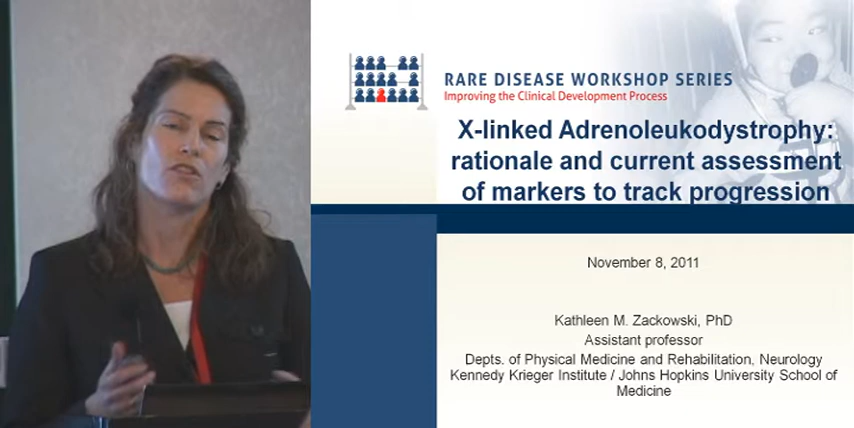 RARE DISEASE WORKSHOP SERIES
Improving the Clinical Development Process
X-linked Adrenoleukodystrophy:
rationale and current assessment
of markers to track progression
November 8, 2011
Kathleen M. Zackowski, PhD
Assistant professor
Depts. of Physical Medicine and Rehabilitation, Neurology
Kennedy Krieger Institute / Johns Hopkins University School of
Medicine